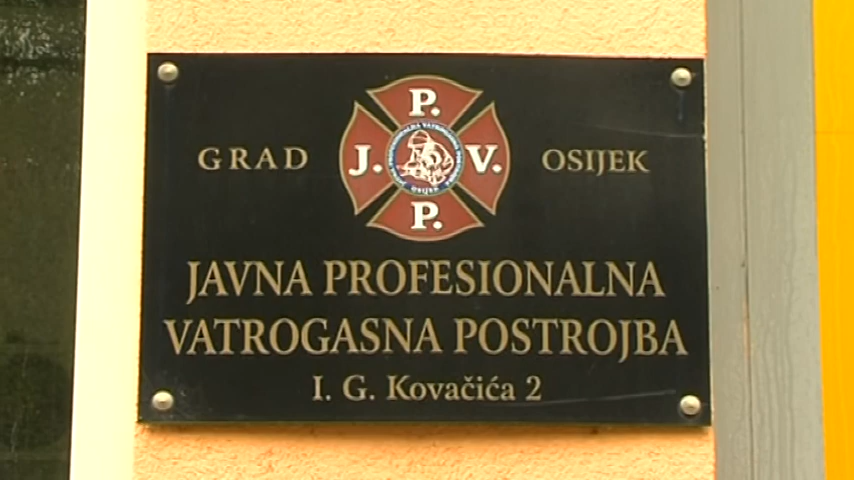 P.
GRAD J. V. OSIJEK
P.
JAVNA PROFESIONALNA
VATROGASNA POSTROJBA
I. G. Kovačića 2